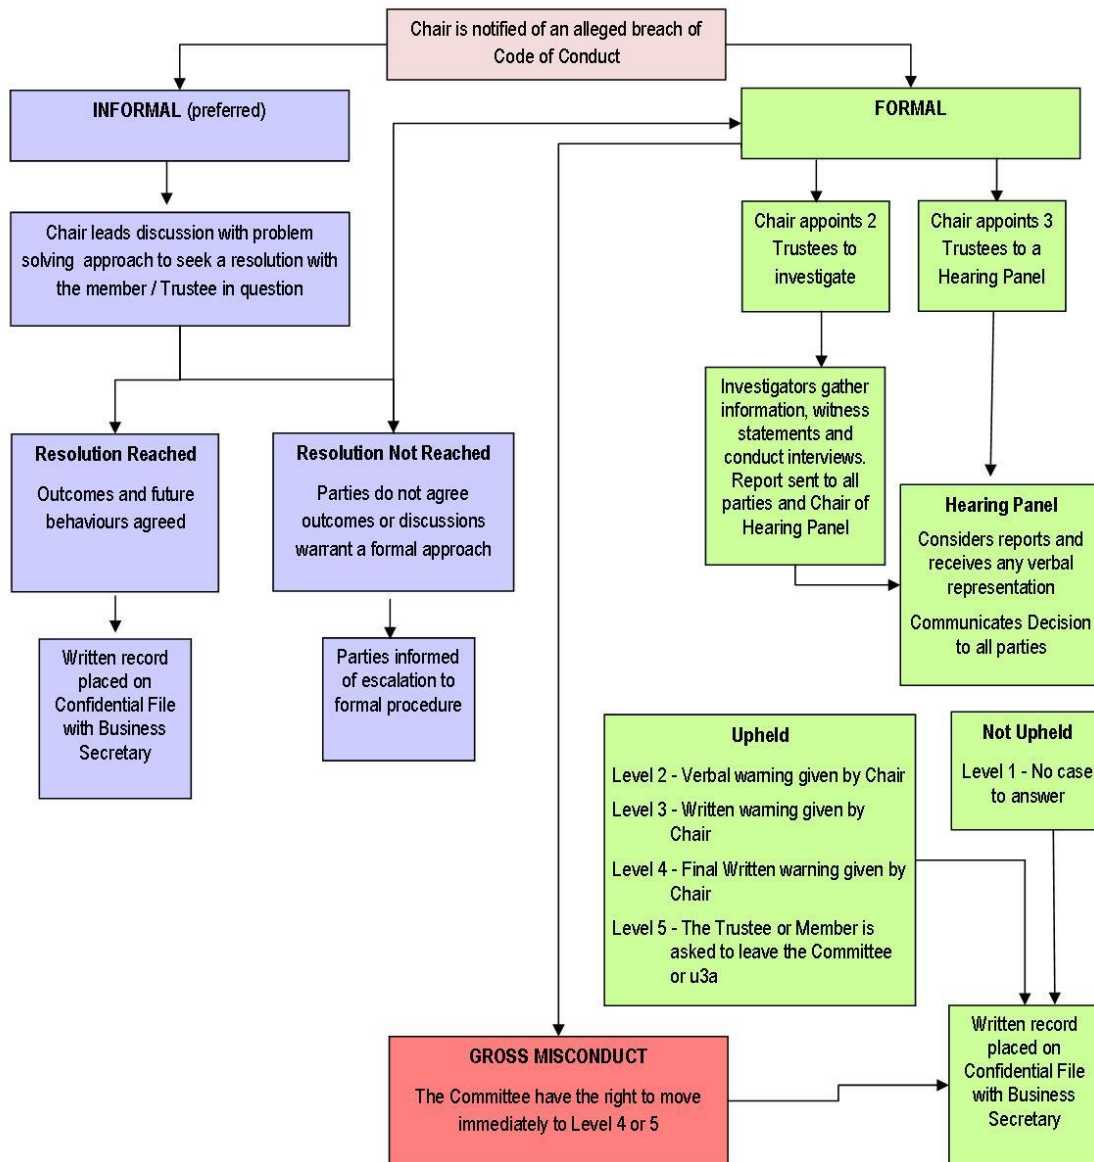 Chair is notified of an alleged breach of
Code of Conduct
INFORMAL (preferred)
FORMAL
Chair leads discussion with problem
solving approach to seek a resolution with
the member / Trustee in question
Chair appoints 2
Trustees to
investigate
Chair appoints 3
Trustees to a
Hearing Panel
Investigators gather
information, witness
statements and
conduct interviews.
Report sent to all
parties and Chair of
Hearing Panel
Resolution Reached
Outcomes and future
behaviours agreed
Resolution Not Reached
Parties do not agree
outcomes or discussions
warrant a formal approach
Hearing Panel
Considers reports and
receives any verbal
representation
Communicates Decision
to all parties
Written record
placed on
Confidential File
with Business
Secretary
Parties informed
of escalation to
formal procedure
Upheld
Level 2 - Verbal warning given by Chair
Level 3 - Written warning given by
Chair
Level 4 - Final Written warning given by
Chair
Level 5 - The Trustee or Member is
asked to leave the Committee
or u3a
Not Upheld
Level 1 - No case
to answer
GROSS MISCONDUCT
The Committee have the right to move
immediately to Level 4 or 5
Written record
placed on
Confidential File
with Business
Secretary